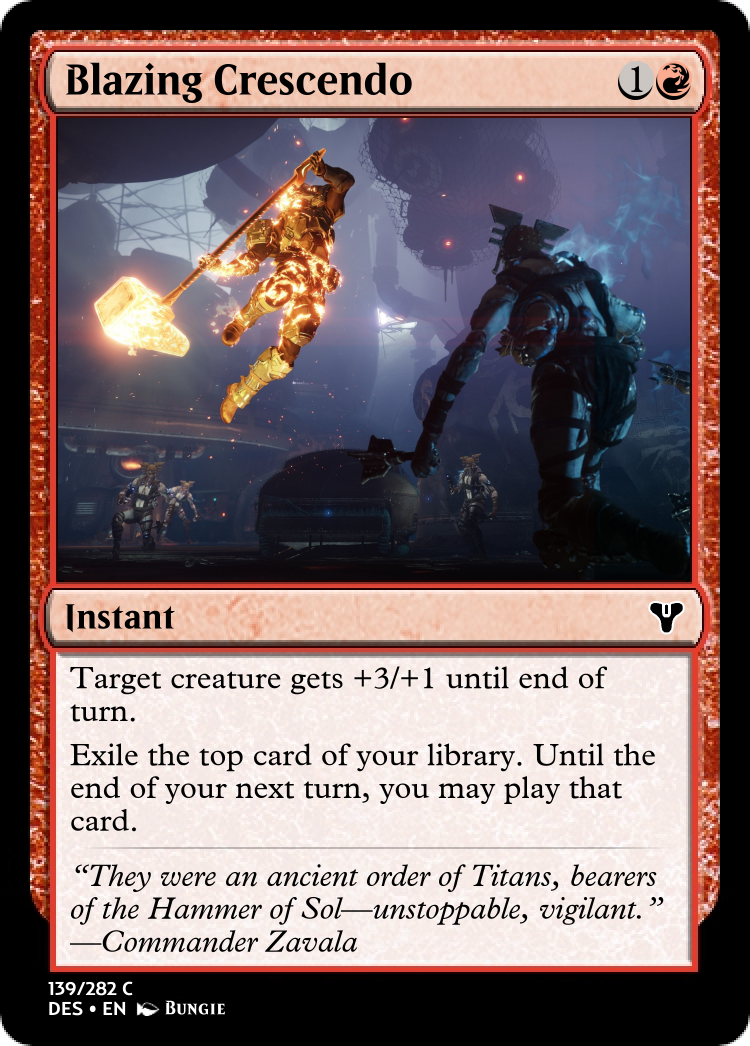 Blazing Crescendo 1
Instant
Target creature gets +3/+1 until end of
turn.
Exile the top card of your library. Until the
end of your next turn, you may play that
card.
“They were an ancient order of Titans, bearers
of the Hammer of Sol—unstoppable, vigilant.”
—Commander Zavala
139/282 C
DES • EN Bungie